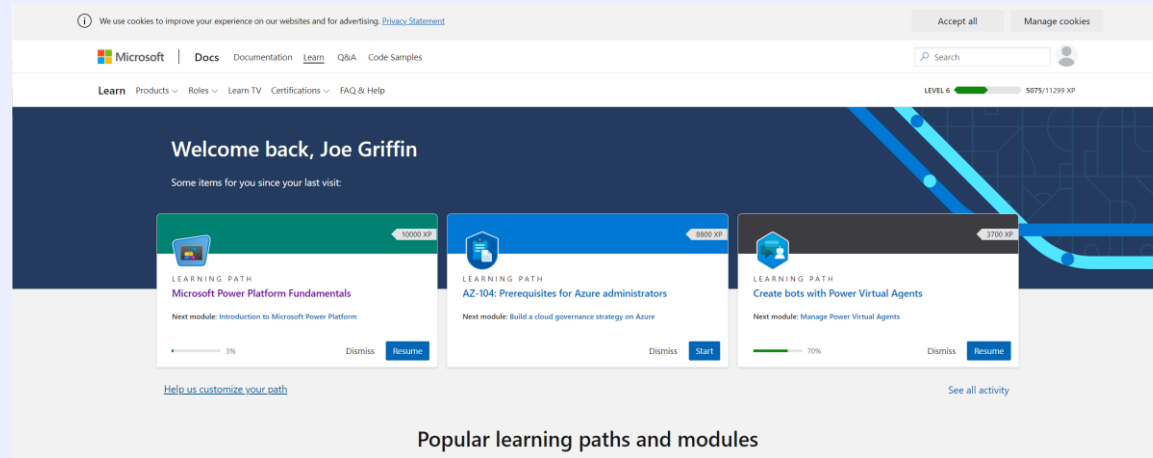 We use cookies to improve your experience on our websites and for advertising. Privacy Statement
Accept all
Manage cookies
Microsoft
Docs
Documentation
Learn
Q&A
Code Samples
Search
Learn
Products
Roles
Learn TV
Certifications
FAQ & Help
LEVEL 6
5075/11299 XP
Welcome back, Joe Griffin
Some items for you since your last visit:
10000 XP
LEARNING PATH
Microsoft Power Platform Fundamentals
Next module: Introduction to Microsoft Power Platform
3%
Dismiss
Resume
8800 XP
LEARNING PATH
AZ-104: Prerequisites for Azure administrators
Next module: Build a cloud governance strategy on Azure
Dismiss
Start
3700 XP
LEARNING PATH
Create bots with Power Virtual Agents
Next module: Manage Power Virtual Agents
70%
Dismiss
Resume
Help us customize your path
See all activity
Popular learning paths and modules